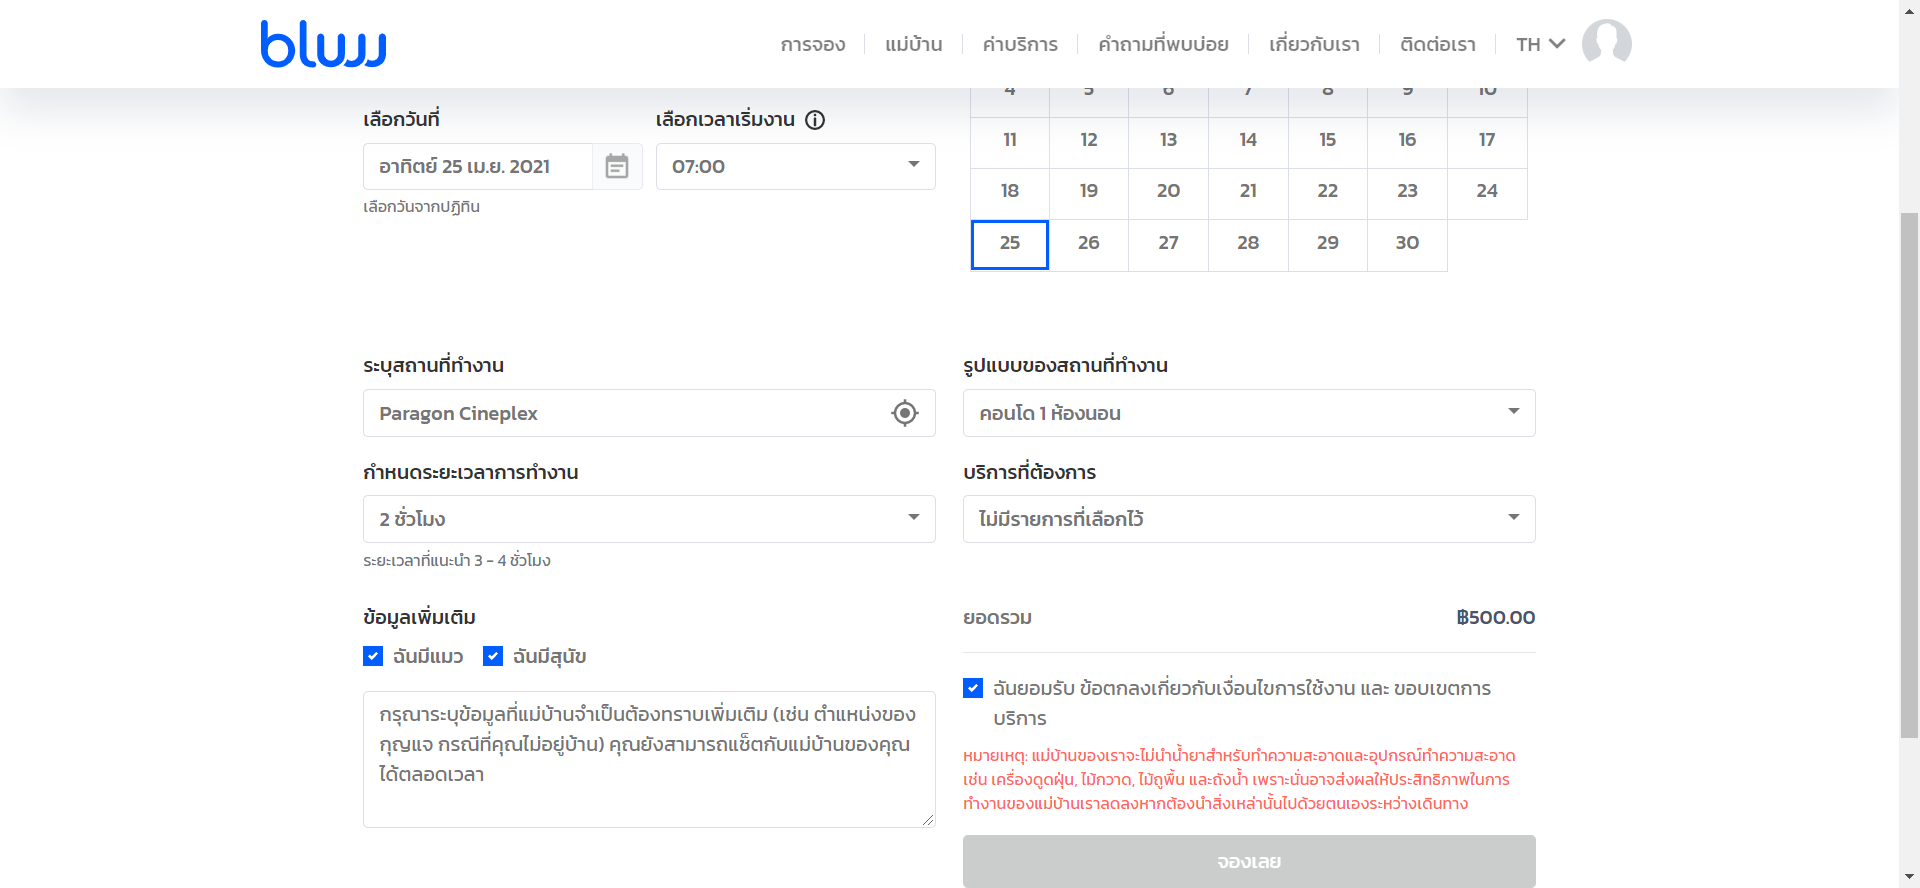 bluuu
การจอง
แม่บ้าน
ค่าบริการ
คำถามที่พบบ่อย
เกี่ยวกับเรา
ติดต่อเรา
TH
เลือกวันที่
เลือกเวลาเริ่มงาน
อาทิตย์ 25 เม.ย. 2021
07:00
เลือกวันจากปฏิทิน
4 5 6 7 8 9 10
11 12 13 14 15 16 17
18 19 20 21 22 23 24
25 26 27 28 29 30
ระบุสถานที่ทำงาน
Paragon Cineplex
รูปแบบของสถานที่ทำงาน
คอนโด 1 ห้องนอน
กำหนดระยะเวลาการทำงาน
2 ชั่วโมง
ระยะเวลาที่แนะนำ 3 - 4 ชั่วโมง
บริการที่ต้องการ
ไม่มีรายการที่เลือกไว้
ข้อมูลเพิ่มเติม
ฉันมีแมว
ฉันมีสุนัข
กรุณาระบุข้อมูลที่แม่บ้านจำเป็นต้องทราบเพิ่มเติม (เช่น ตำแหน่งของ
กุญแจ กรณีที่คุณไม่อยู่บ้าน) คุณยังสามารถแช็ตกับแม่บ้านของคุณ
ได้ตลอดเวลา
ยอดรวม
฿500.00
ฉันยอมรับ ข้อตกลงเกี่ยวกับเงื่อนไขการใช้งาน และ ขอบเขตการ
บริการ
หมายเหตุ: แม่บ้านของเราจะไม่นำน้ำยาสำหรับทำความสะอาดและอุปกรณ์ทำความสะอาด
เช่น เครื่องดูดฝุ่น, ไม้กวาด, ไม้ถูพื้น และถังน้ำ เพราะนั่นอาจส่งผลให้ประสิทธิภาพในการ
ทำงานของแม่บ้านเราลดลงหากต้องนำสิ่งเหล่านั้นไปด้วยตนเองระหว่างเดินทาง
จองเลย